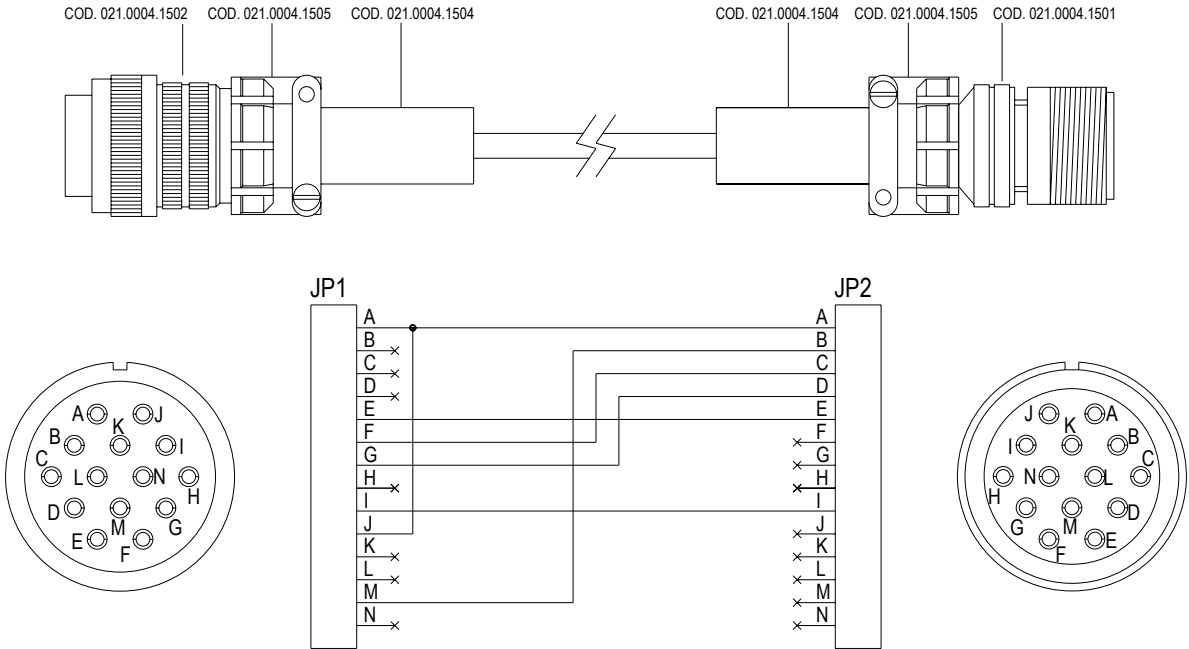 COD. 021.0004.1502 COD. 021.0004.1505 COD. 021.0004.1504 COD. 021.0004.1504 COD. 021.0004.1505 COD. 021.0004.1501
JP1 JP2
A A
B B
C C
D D
E E
F F
G G
H H
I I
J J
K K
L L
M M
N N
A J
K
B I
C L N H
D M G
E F
J A
K
I B
H N L C
G M D
F E